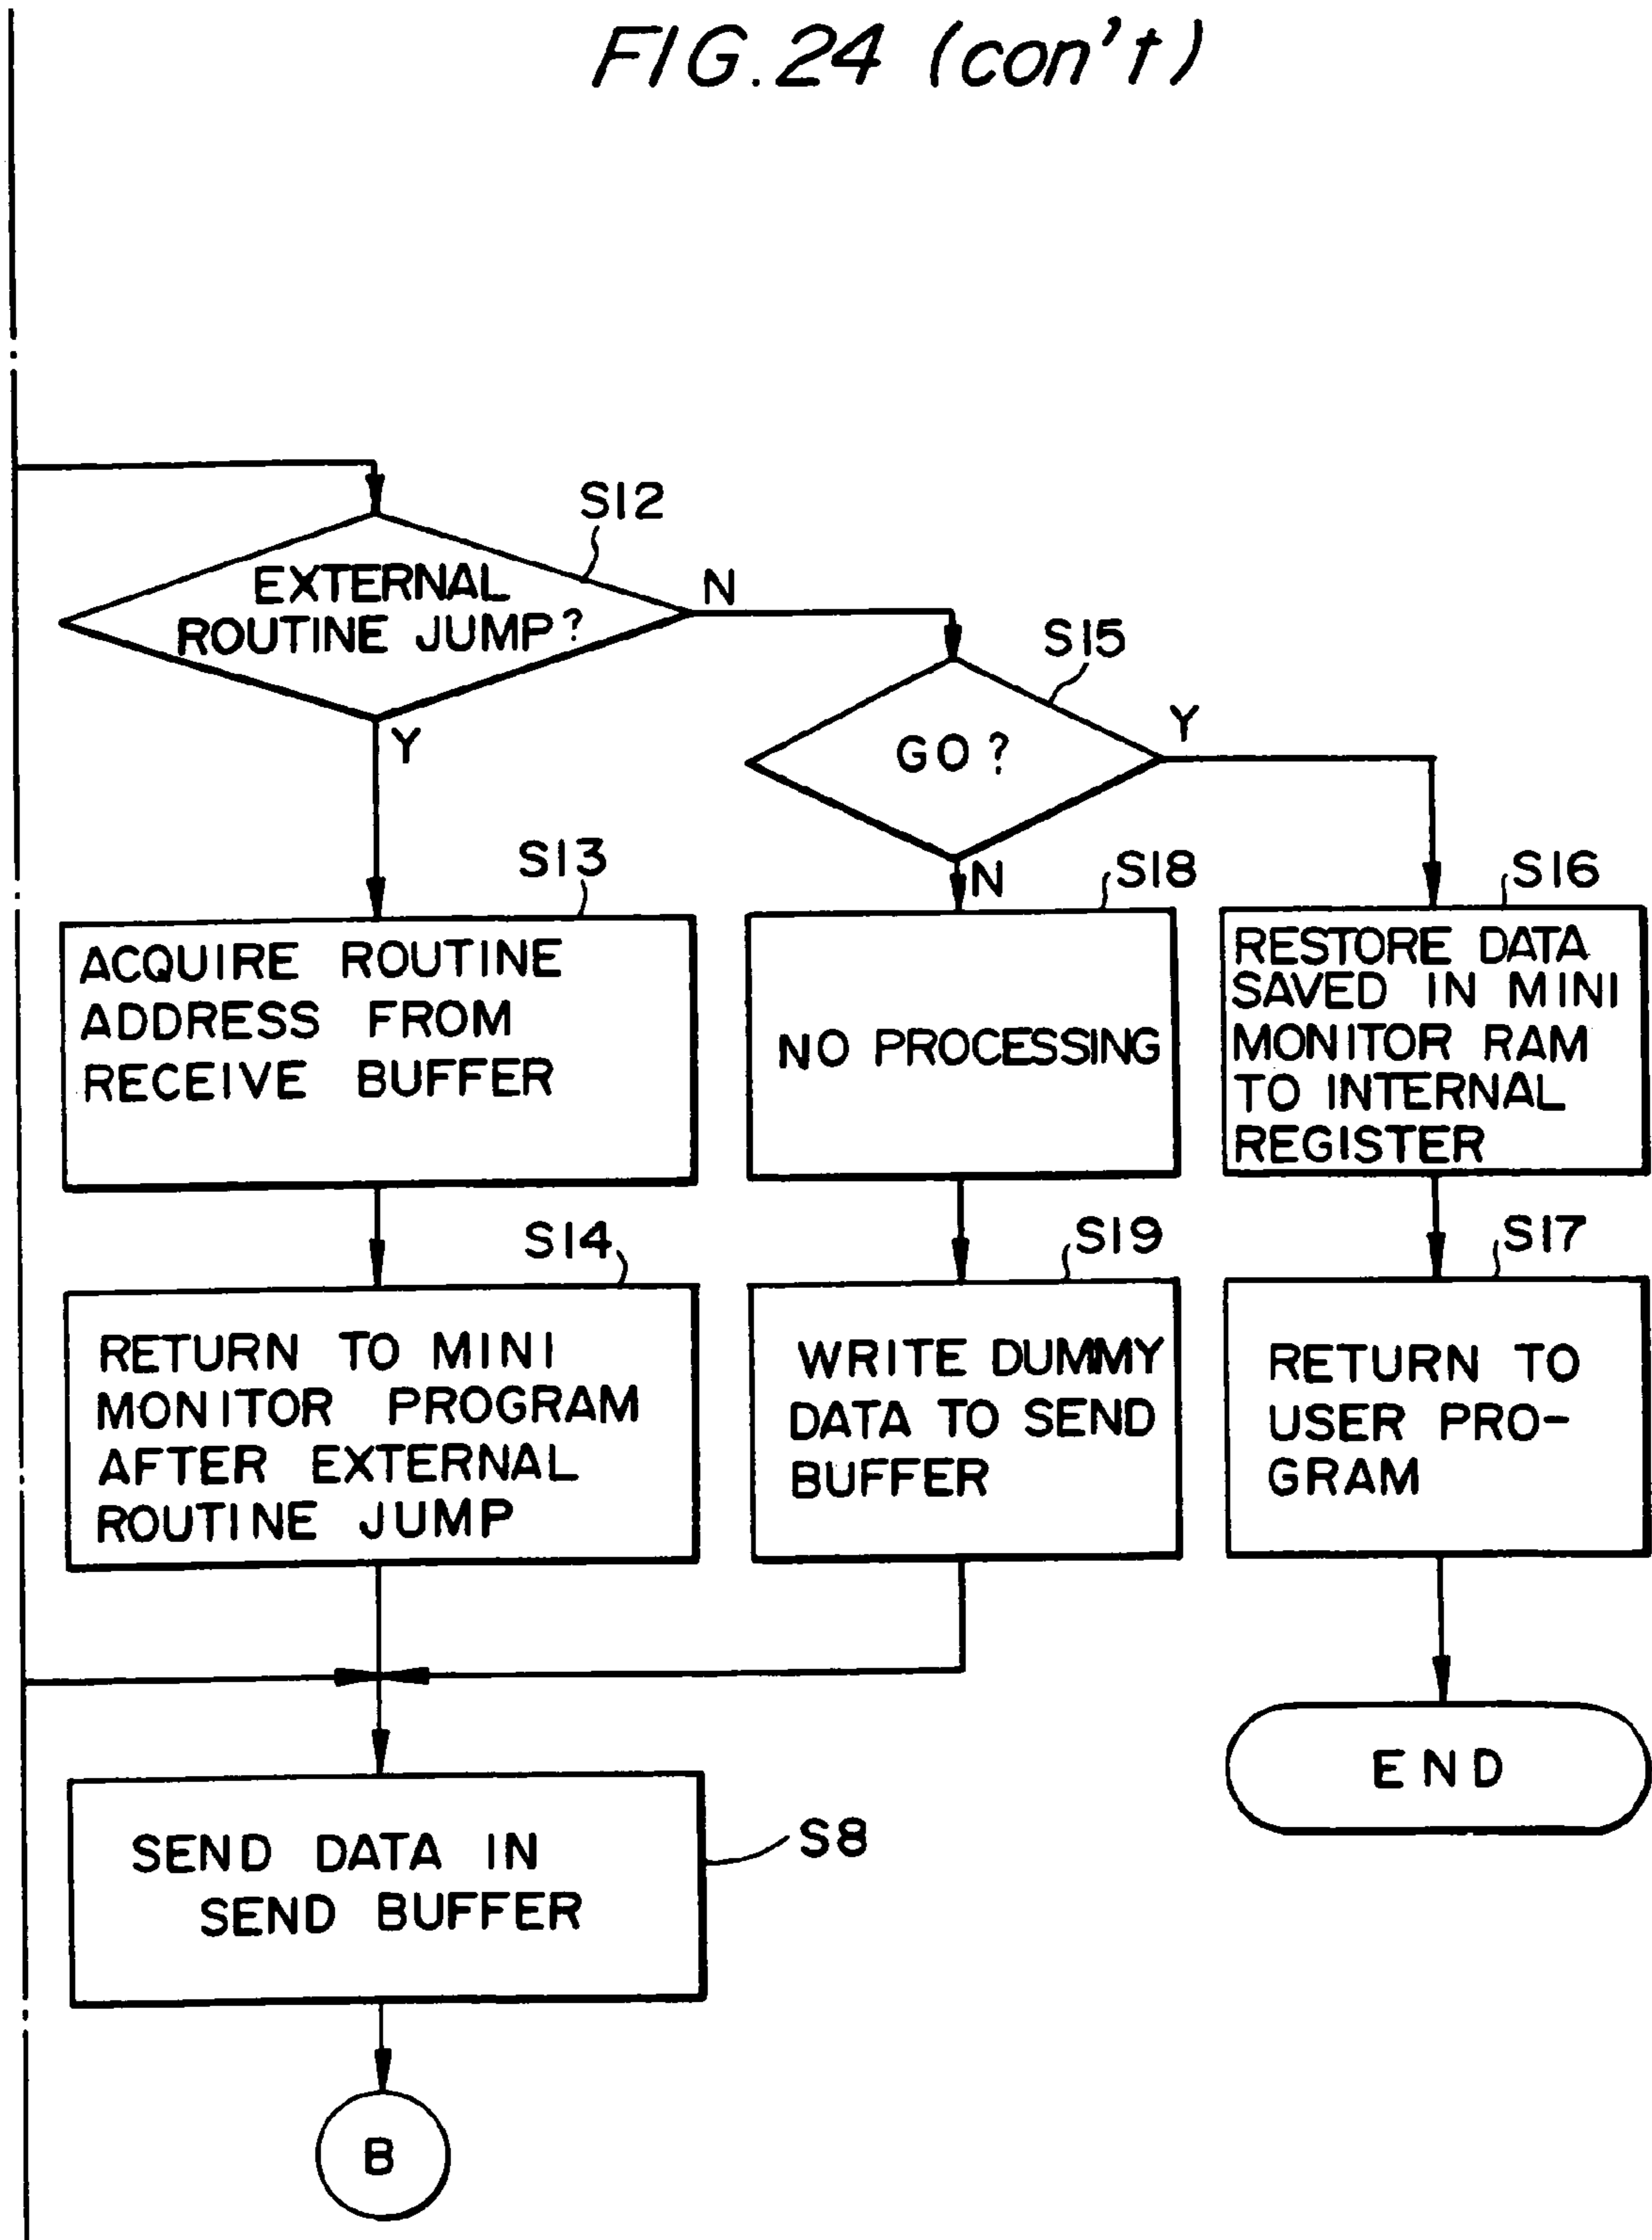 FIG.24 (con't)
S12
EXTERNAL
ROUTINE JUMP?
N
Y
S15
GO?
Y
N
S13
ACQUIRE ROUTINE
ADDRESS FROM
RECEIVE BUFFER
S18
NO PROCESSING
S16
RESTORE DATA
SAVED IN MINI
MONITOR RAM
TO INTERNAL
REGISTER
S14
RETURN TO MINI
MONITOR PROGRAM
AFTER EXTERNAL
ROUTINE JUMP
S19
WRITE DUMMY
DATA TO SEND
BUFFER
S17
RETURN TO
USER PRO-
GRAM
S8
SEND DATA IN
SEND BUFFER
END
B